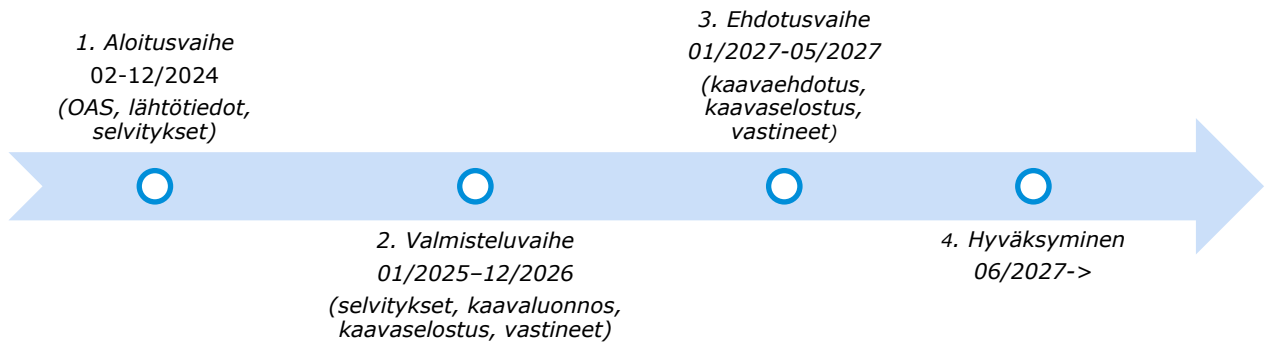 1. Aloitusvaihe
02-12/2024
(OAS, lähtötiedot,
selvitykset)
2. Valmisteluvaihe
01/2025–12/2026
(selvitykset, kaavaluonnos,
kaavaselostus, vastineet)
3. Ehdotusvaihe
01/2027-05/2027
(kaavaehdotus,
kaavaselostus,
vastineet)
4. Hyväksyminen
06/2027->